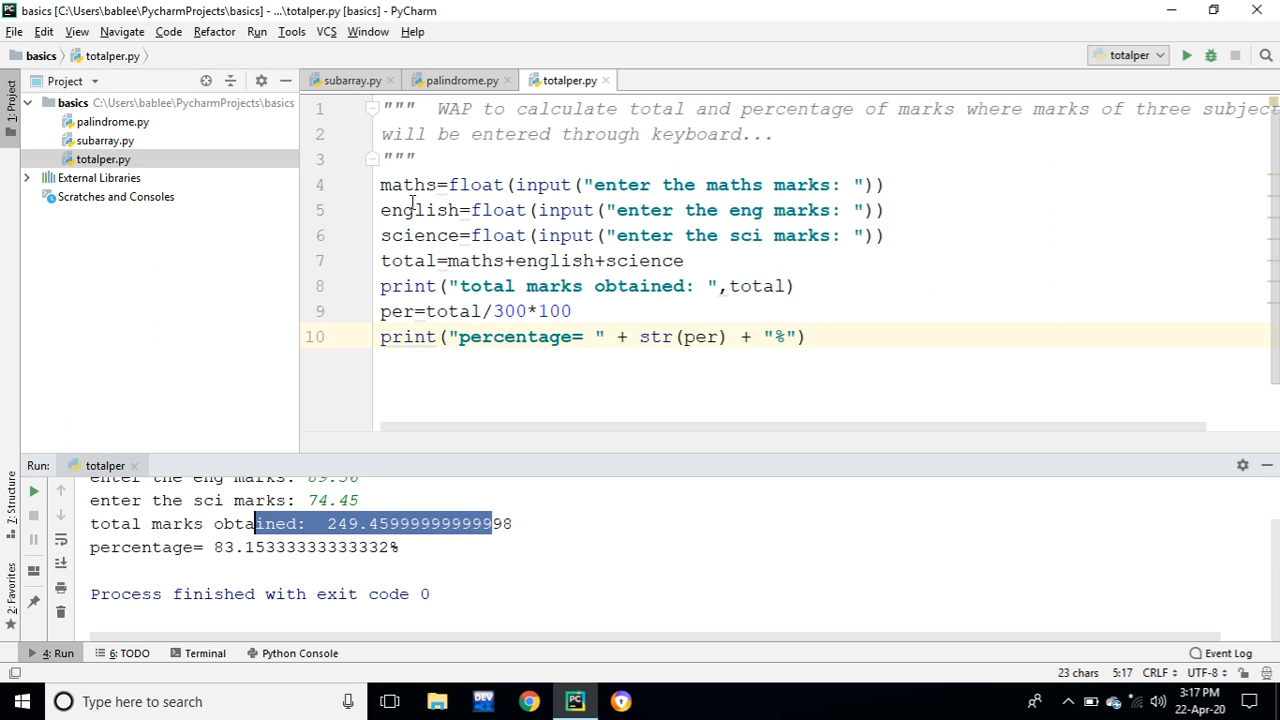 basics [C:\Users\bablee\PycharmProjects\basics] - ...\totalper.py [basics] - PyCharm
File Edit View Navigate Code Refactor Run Tools VCS Window Help
basics totalper.py totalper
Project subarray.py palindrome.py totalper.py
1: Project
basics C:\Users\bablee\PycharmProjects\basics
palindrome.py
subarray.py
totalper.py
External Libraries
Scratches and Consoles
1 """ WAP to calculate total and percentage of marks where marks of three subjec
2 will be entered through keyboard...
3 """
4 maths=float(input("enter the maths marks: "))
5 english=float(input("enter the eng marks: "))
6 science=float(input("enter the sci marks: "))
7 total=maths+english+science
8 print("total marks obtained: ",total)
9 per=total/300*100
10 print("percentage= " + str(per) + "%")
Run: totalper
enter the eng marks: 89.56
enter the sci marks: 74.45
total marks obtained:  249.45999999999998
percentage= 83.15333333333332%
Process finished with exit code 0
7: Structure
2: Favorites
4: Run 6: TODO Terminal Python Console Event Log
23 chars 5:17 CRLF UTF-8
Type here to search
DEV
PC
3:17 PM
22-Apr-20